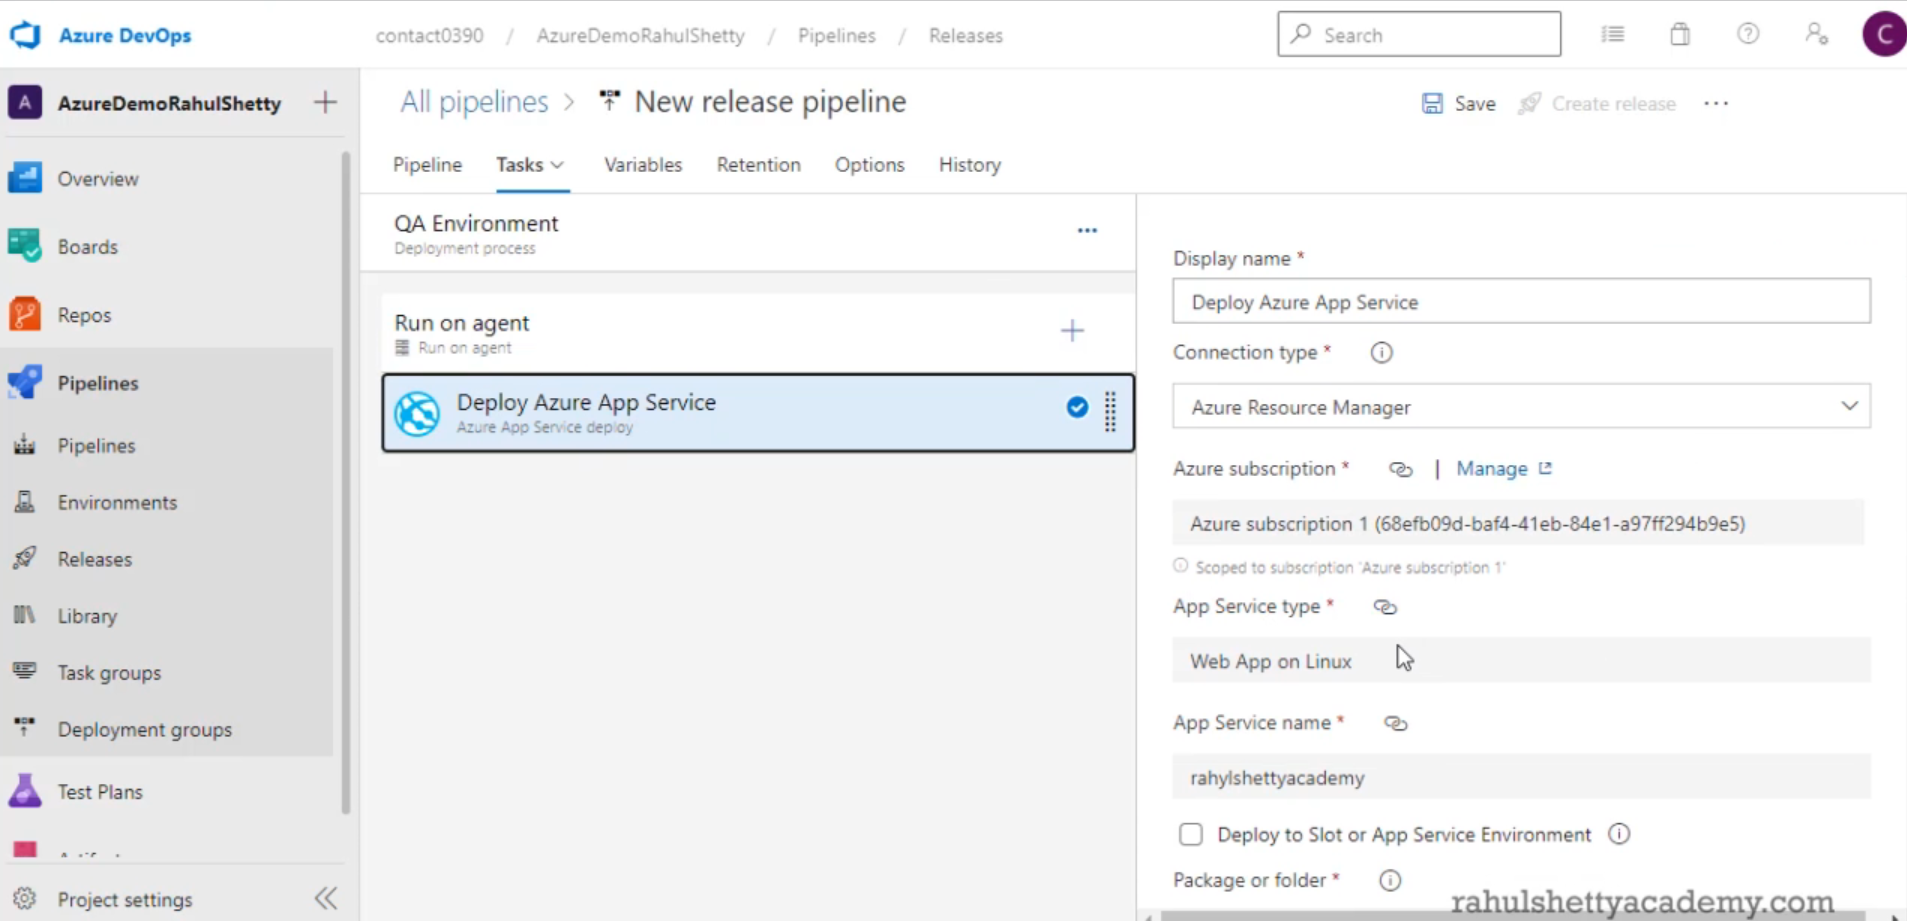 Azure DevOps
contact0390 / AzureDemoRahulShetty / Pipelines / Releases
Search
C
A AzureDemoRahulShetty
All pipelines > New release pipeline
Save Create release ...
Pipeline Tasks Variables Retention Options History
Overview
Boards
Repos
Pipelines
Pipelines
Environments
Releases
Library
Task groups
Deployment groups
Test Plans
Project settings
QA Environment
Deployment process
Run on agent
Run on agent
Deploy Azure App Service
Azure App Service deploy
Display name *
Deploy Azure App Service
Connection type *
Azure Resource Manager
Azure subscription * | Manage
Azure subscription 1 (68efb09d-baf4-41eb-84e1-a97ff294b9e5)
Scoped to subscription 'Azure subscription 1'
App Service type *
Web App on Linux
App Service name *
rahylshettyacademy
Deploy to Slot or App Service Environment
Package or folder *
rahulshettyacademy.com